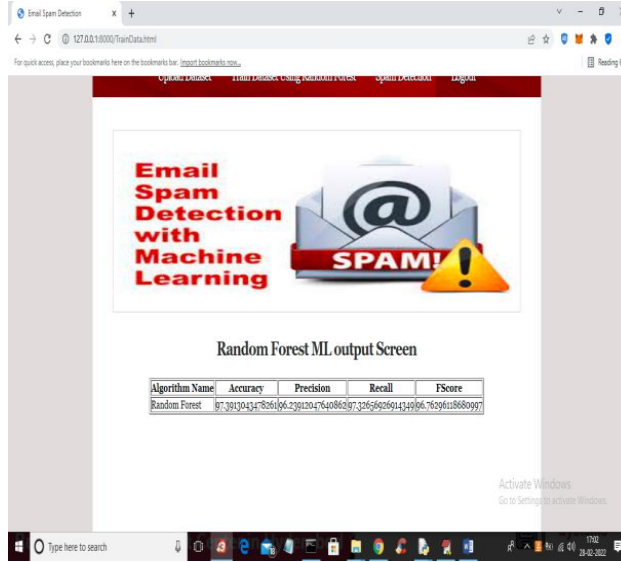 Email Spam Detection
127.0.0.1:8000/TrainData.html
For quick access, place your bookmarks here on the bookmarks bar. Import bookmarks now...
Reading
Upload Dataset Train Dataset Using Random Forest Spam Detection Logout
Email
Spam
Detection
with
Machine
Learning
@
SPAM!
Random Forest ML output Screen
Algorithm Name Accuracy Precision Recall FScore
Random Forest 97.3913043478261 96.23912047640862 97.32656926914349 96.76296118680997
Activate Windows
Go to Settings to activate Windows.
Type here to search
17:02
28-02-2022